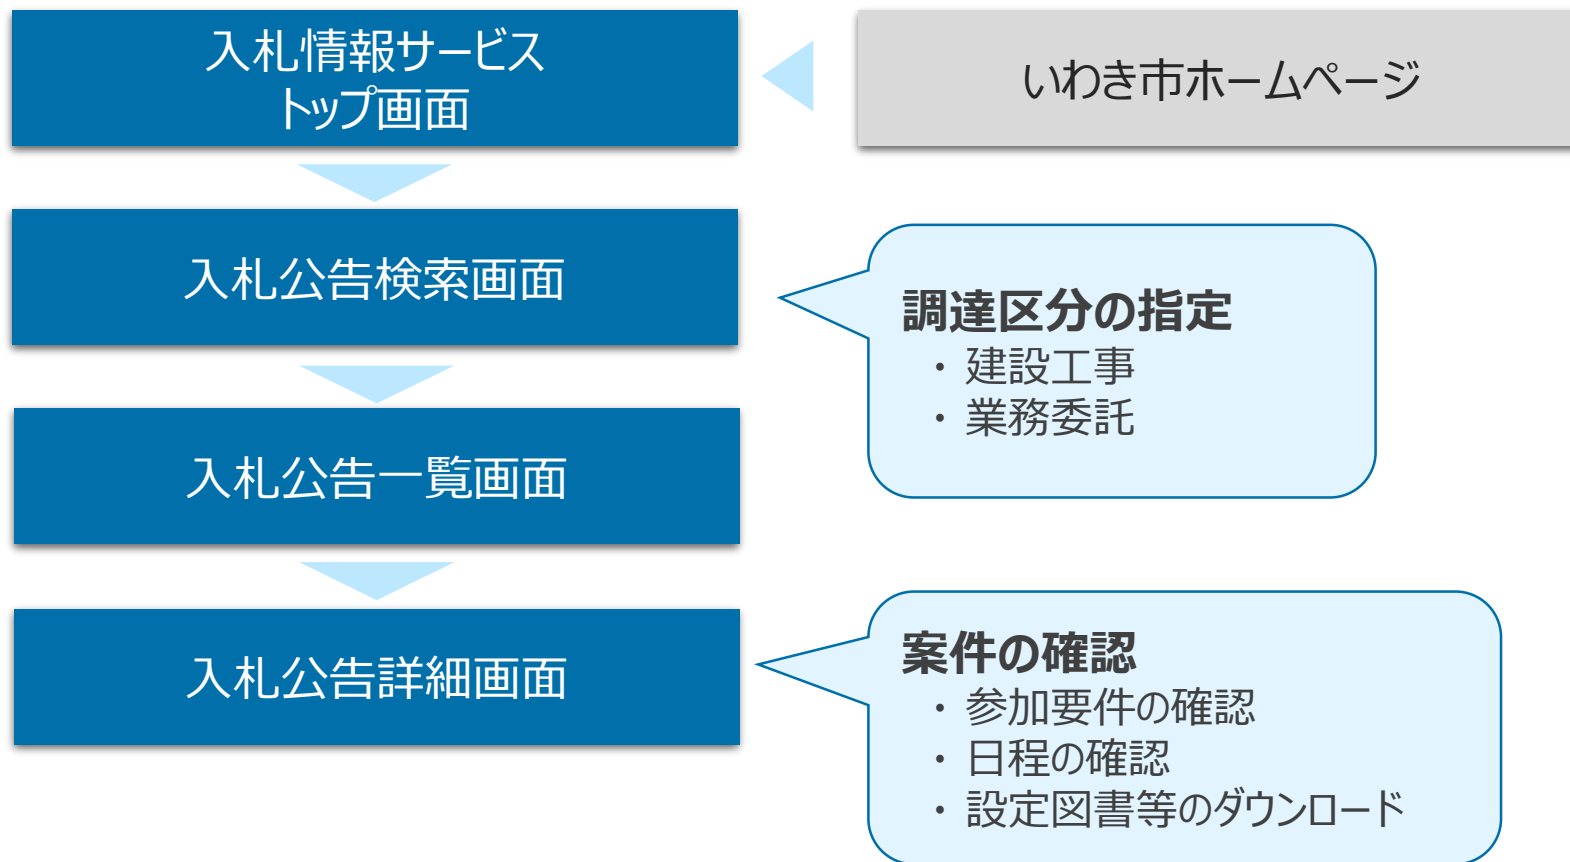 入札情報サービス
トップ画面
いわき市ホームページ
入札公告検索画面
調達区分の指定
・ 建設工事
・ 業務委託
入札公告一覧画面
入札公告詳細画面
案件の確認
・ 参加要件の確認
・ 日程の確認
・ 設定図書等のダウンロード